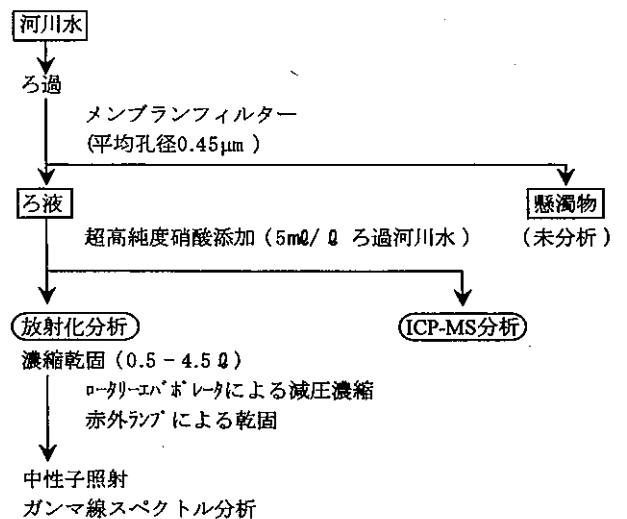 河川水
ろ過
メンブランフィルター
(平均孔径0.45μm)
ろ液
懸濁物
超高純度硝酸添加(5mℓ/ℓ ろ過河川水)
(未分析)
放射化分析
ICP-MS分析
濃縮乾固(0.5-4.5ℓ)
ﾛｰﾀﾘｰｴﾊﾞﾎﾟﾚｰﾀによる減圧濃縮
赤外ﾗﾝﾌﾟによる乾固
中性子照射
ガンマ線スペクトル分析